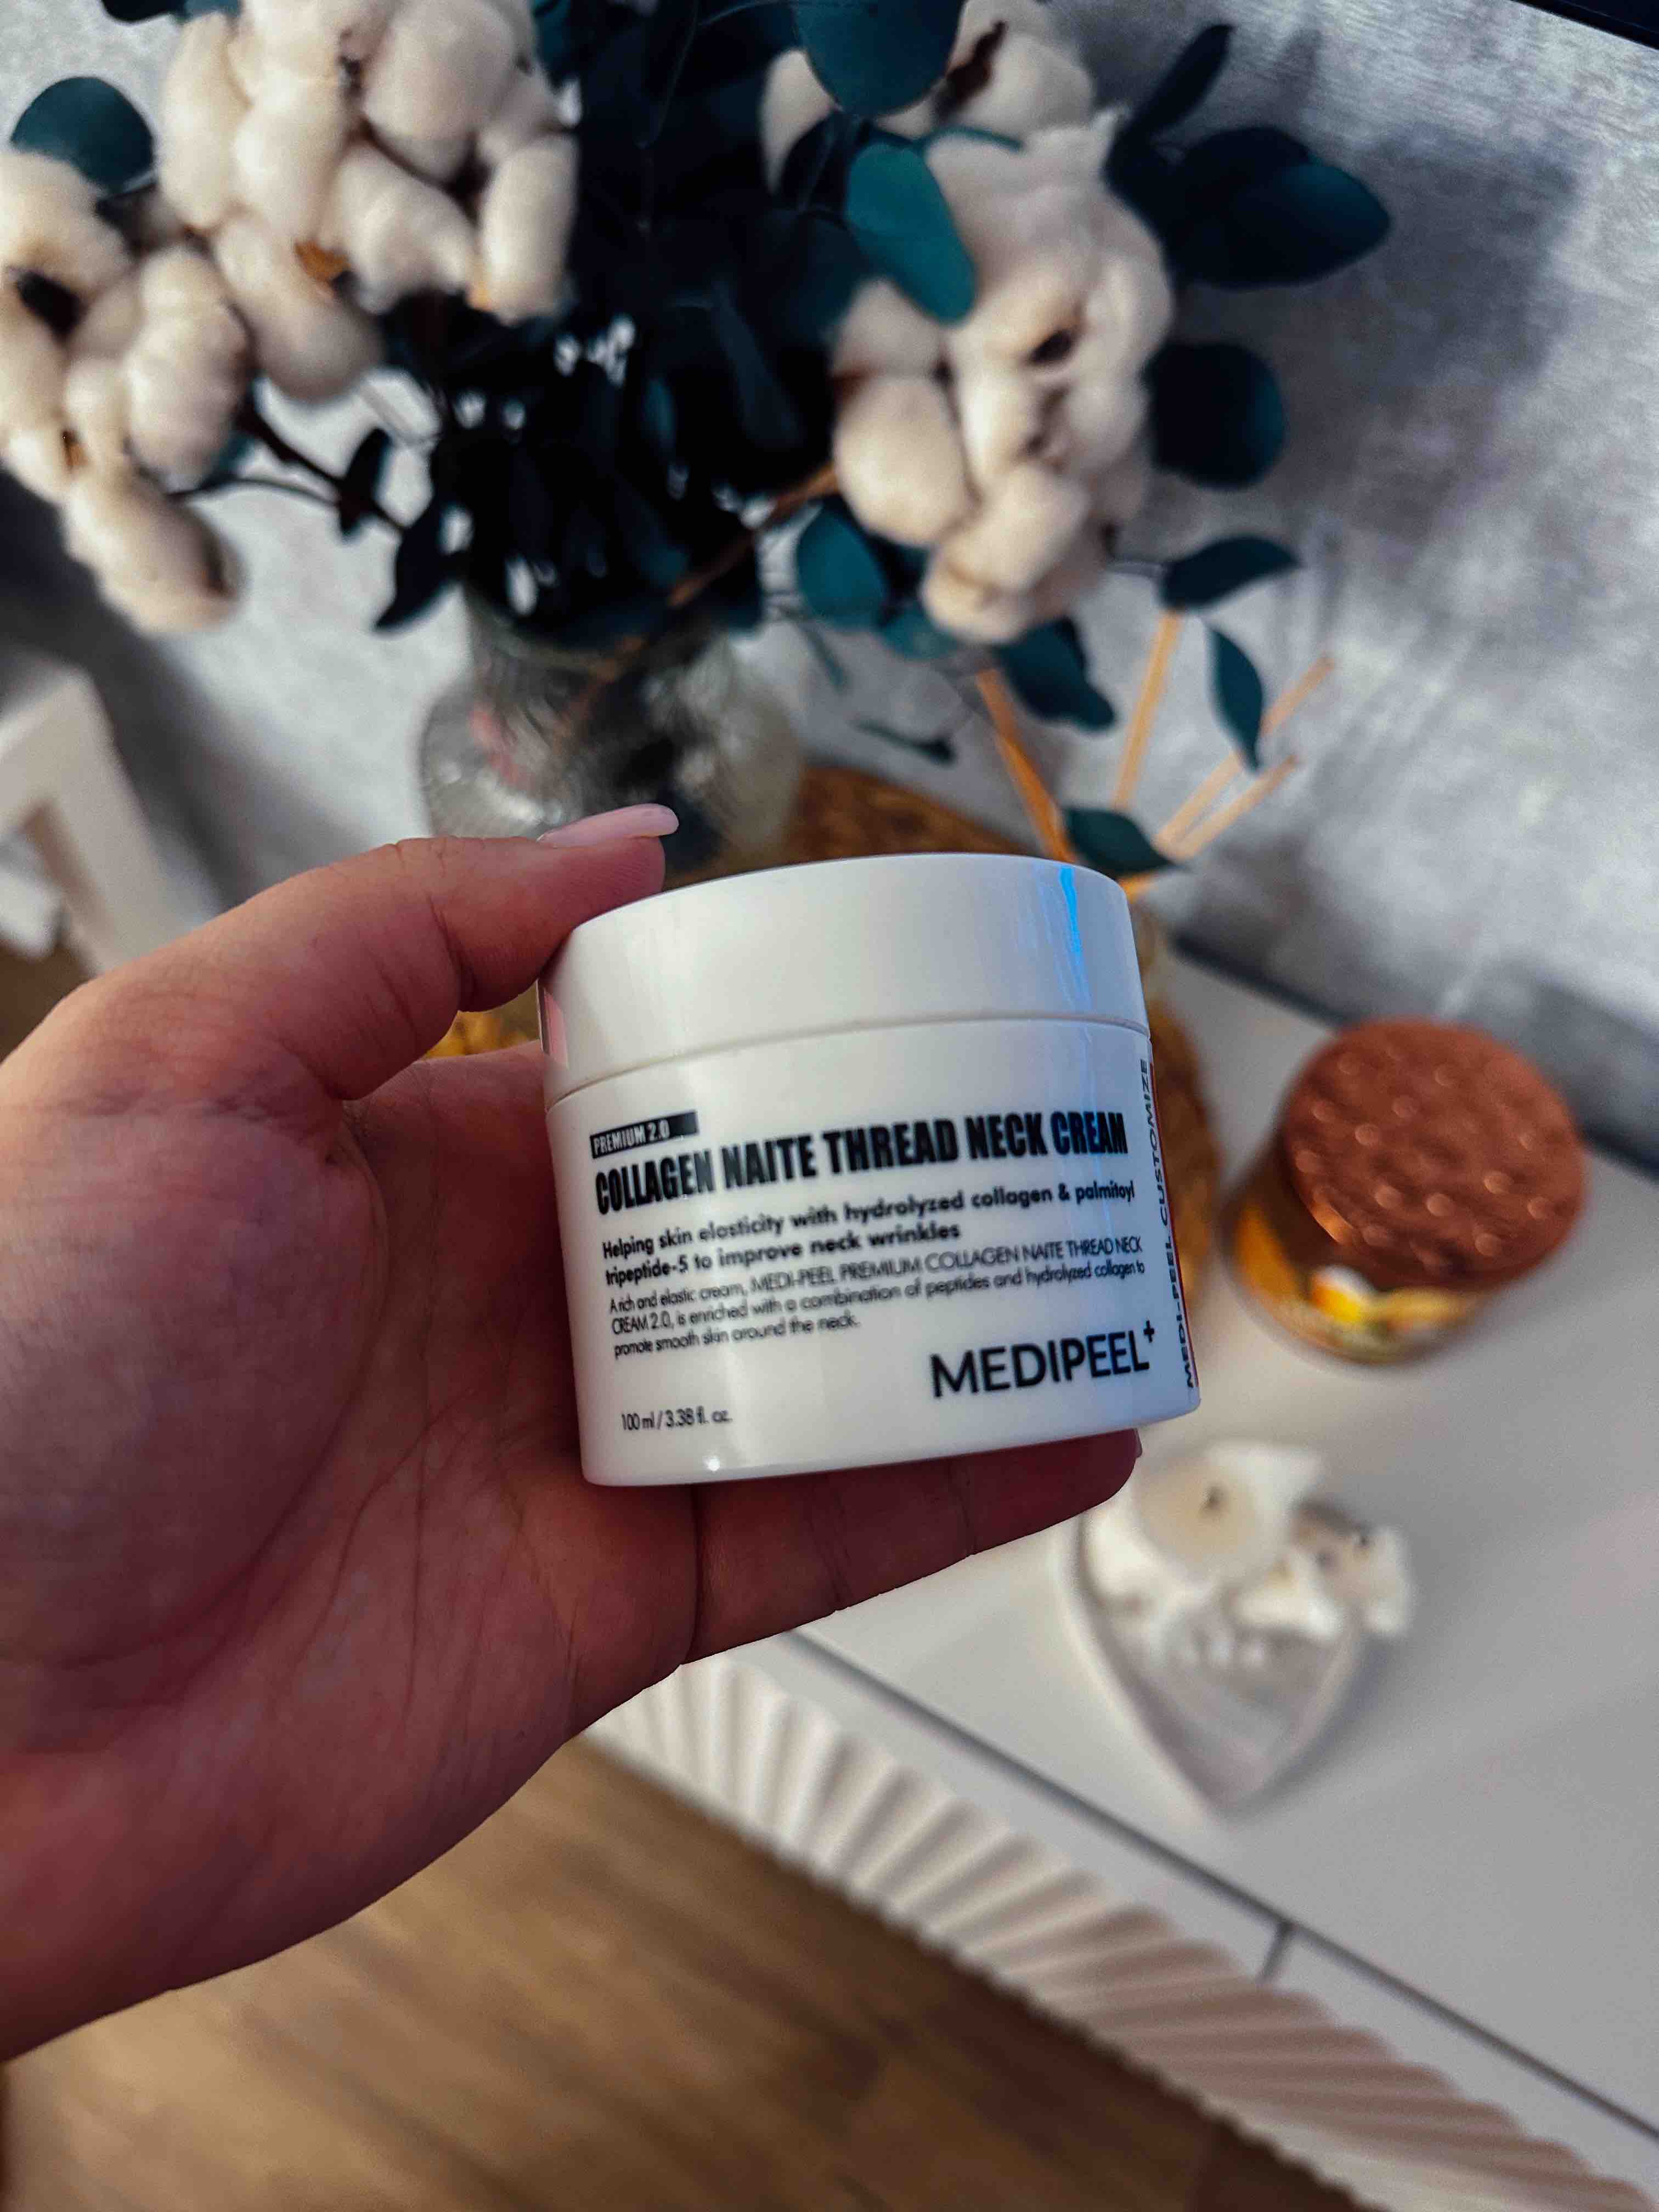 PREMIUM 2.0
COLLAGEN NAITE THREAD NECK CREAM
Helping skin elasticity with hydrolyzed collagen & palmitoyl
tripeptide-5 to improve neck wrinkles
A rich and elastic cream, MEDI-PEEL PREMIUM COLLAGEN NAITE THREAD NECK
CREAM 2.0, is enriched with a combination of peptides and hydrolyzed collagen to
promote smooth skin around the neck.
MEDIPEEL+
100 ml / 3.38 fl. oz.
MEDI-PEEL CUSTOMIZE